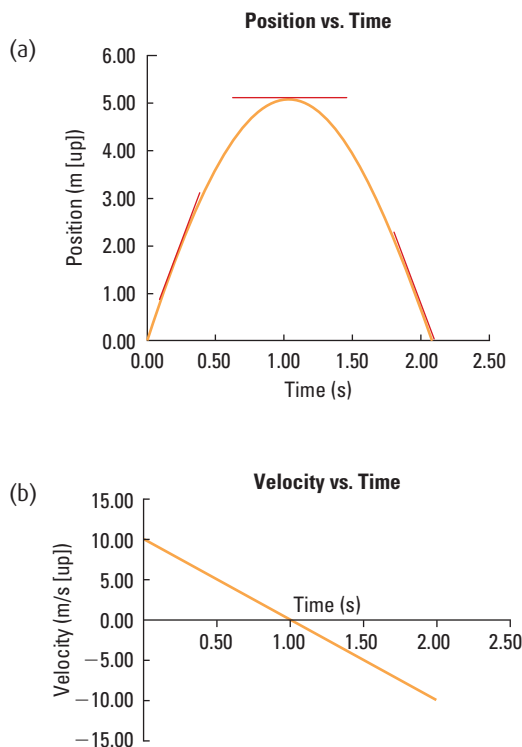 Position vs. Time
(a)
Position (m [up])
6.00
5.00
4.00
3.00
2.00
1.00
0.00
0.00 0.50 1.00 1.50 2.00 2.50
Time (s)
Velocity vs. Time
(b)
Velocity (m/s [up])
15.00
10.00
5.00
0.00
−5.00
−10.00
−15.00
Time (s)
0.50 1.00 1.50 2.00 2.50